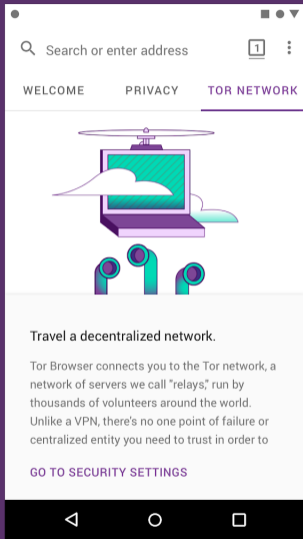 Search or enter address
1
WELCOME
PRIVACY
TOR NETWORK
Travel a decentralized network.
Tor Browser connects you to the Tor network, a
network of servers we call "relays," run by
thousands of volunteers around the world.
Unlike a VPN, there's no one point of failure or
centralized entity you need to trust in order to
GO TO SECURITY SETTINGS